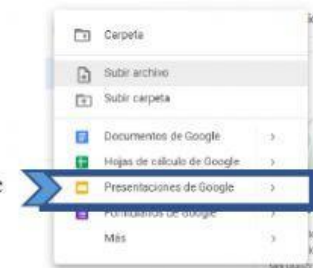 Carpeta
Subir archivo
Subir carpeta
Documentos de Google
Hojas de cálculo de Google
Presentaciones de Google
Formularios de Google
Más